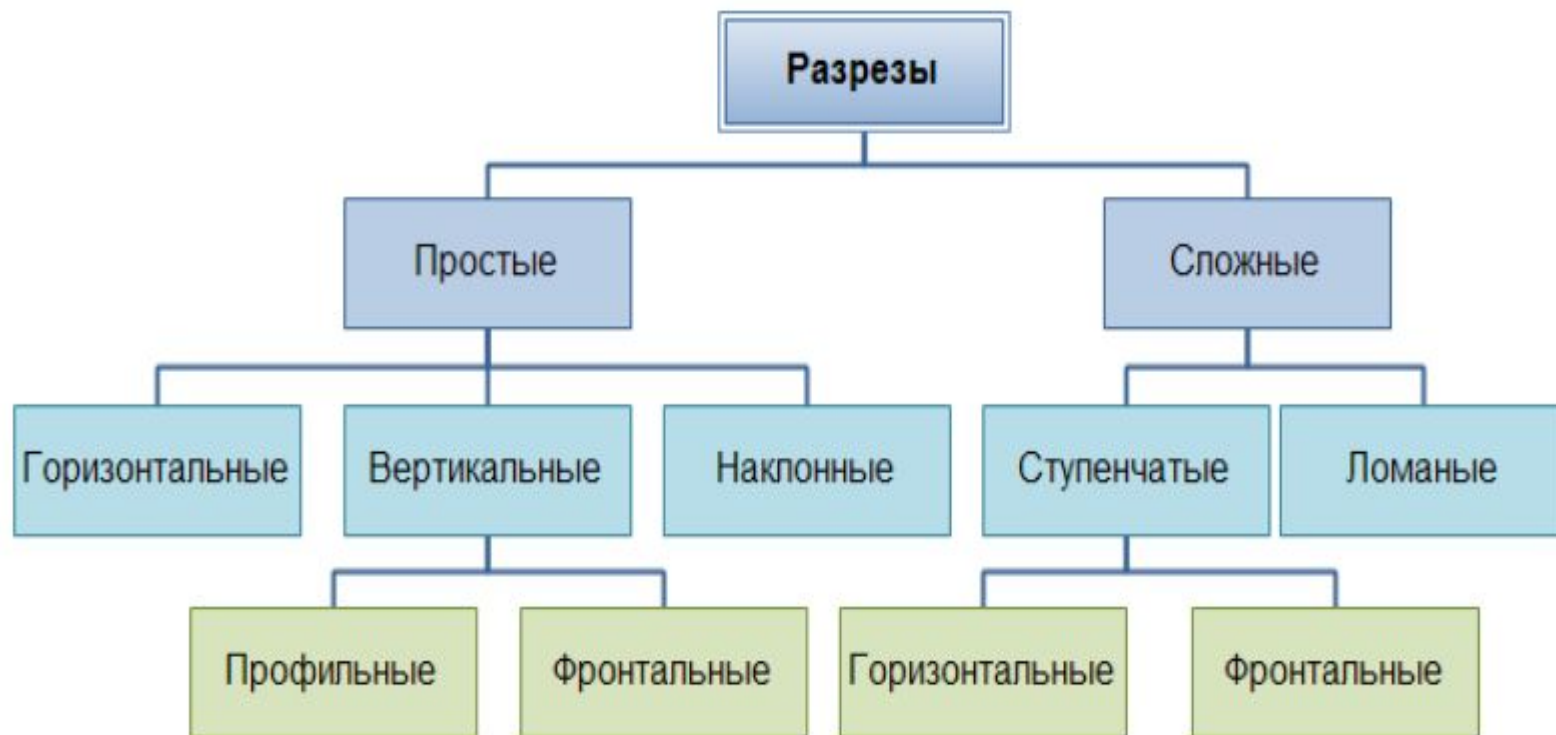 Разрезы
Простые
Сложные
Горизонтальные
Вертикальные
Наклонные
Ступенчатые
Ломаные
Профильные
Фронтальные
Горизонтальные
Фронтальные